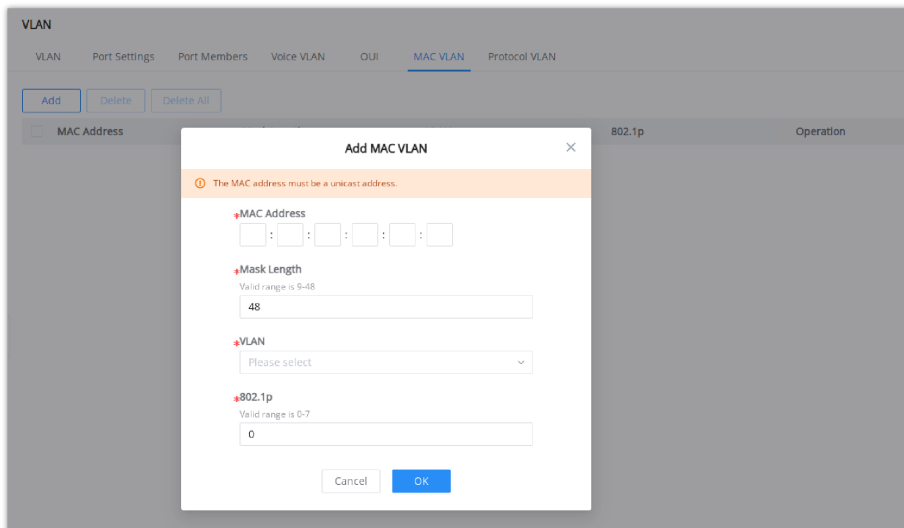 VLAN
VLAN Port Settings Port Members Voice VLAN OUI MAC VLAN Protocol VLAN
Add Delete Delete All
MAC Address 802.1p Operation
Add MAC VLAN
The MAC address must be a unicast address.
*MAC Address
: : : : :
*Mask Length
Valid range is 9-48
48
*VLAN
Please select
*802.1p
Valid range is 0-7
0
Cancel OK